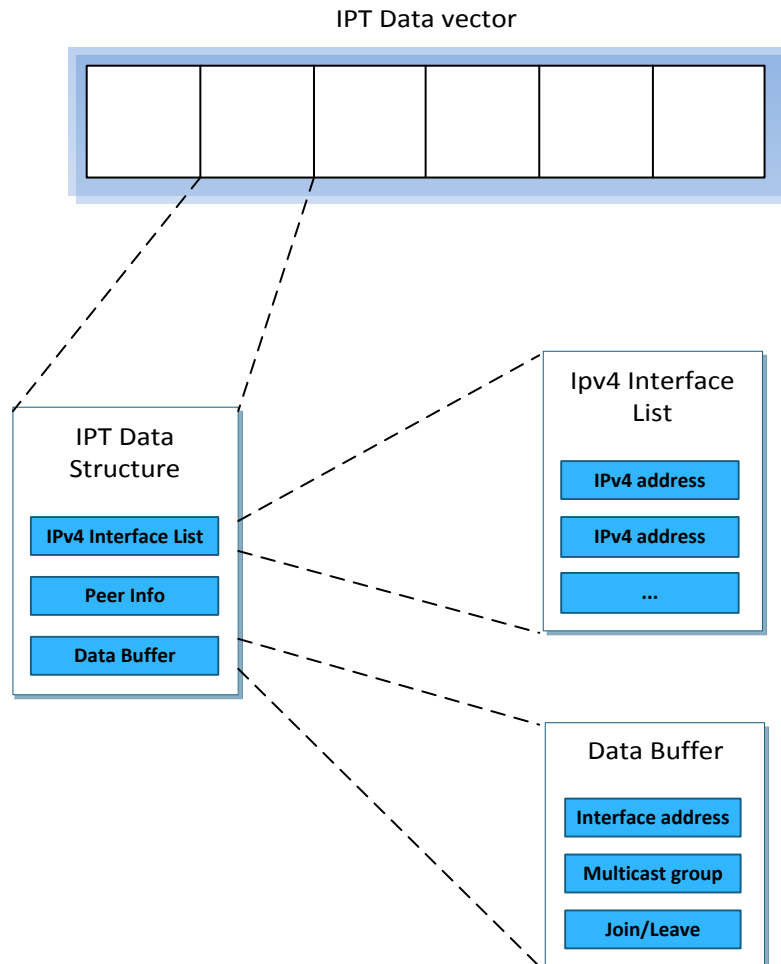 IPT Data vector
IPT Data
Structure
IPv4 Interface List
Peer Info
Data Buffer
Ipv4 Interface
List
IPv4 address
IPv4 address
...
Data Buffer
Interface address
Multicast group
Join/Leave